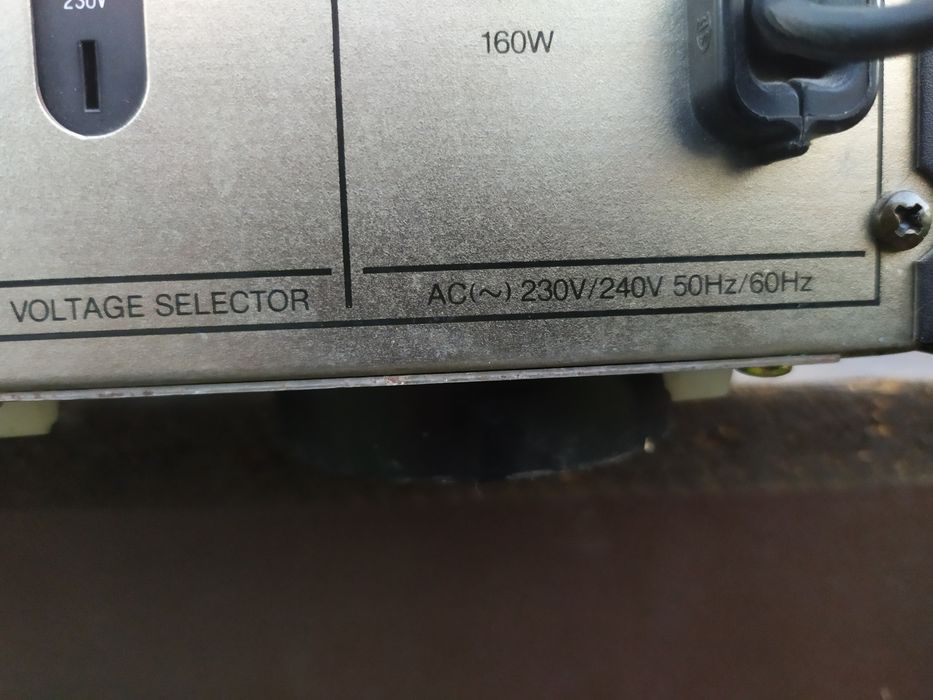 230V
160W
VOLTAGE SELECTOR
AC(~) 230V/240V 50Hz/60Hz